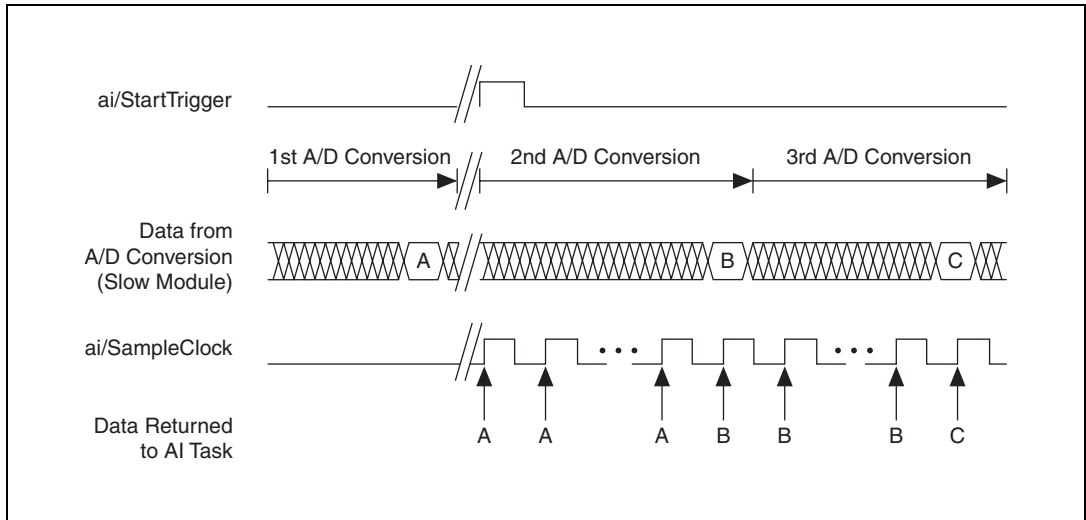 ai/StartTrigger
1st A/D Conversion 2nd A/D Conversion 3rd A/D Conversion
Data from
A/D Conversion
(Slow Module)
A B C
ai/SampleClock
Data Returned
to AI Task
A A A B B B C